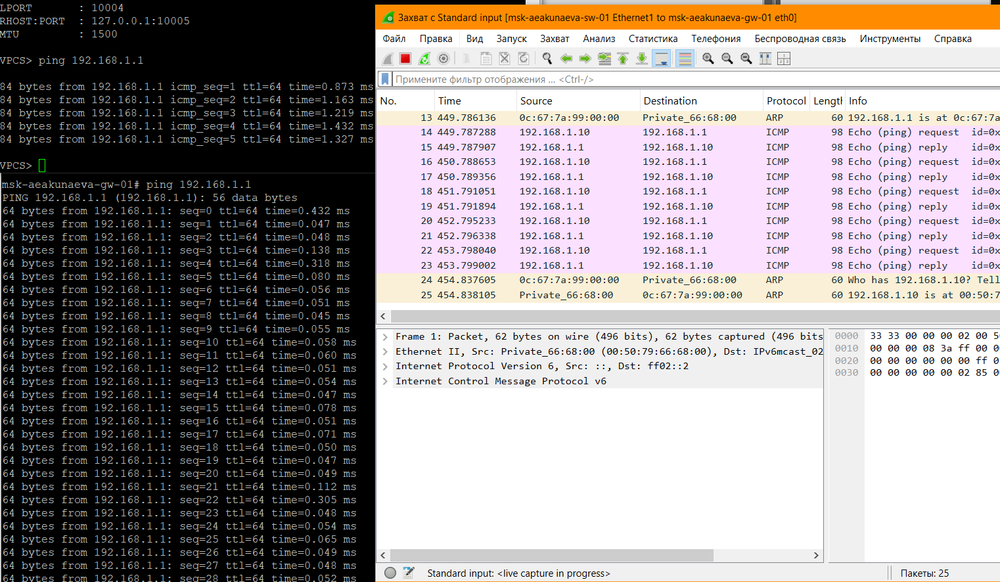 LPORT : 10004
RHOST:PORT : 127.0.0.1:10005
MTU : 1500
VPCS> ping 192.168.1.1
84 bytes from 192.168.1.1 icmp_seq=1 ttl=64 time=0.873 ms
84 bytes from 192.168.1.1 icmp_seq=2 ttl=64 time=1.163 ms
84 bytes from 192.168.1.1 icmp_seq=3 ttl=64 time=1.219 ms
84 bytes from 192.168.1.1 icmp_seq=4 ttl=64 time=1.432 ms
84 bytes from 192.168.1.1 icmp_seq=5 ttl=64 time=1.327 ms
VPCS>
msk-aeakunaeva-gw-01# ping 192.168.1.1
PING 192.168.1.1 (192.168.1.1): 56 data bytes
64 bytes from 192.168.1.1: seq=0 ttl=64 time=0.432 ms
64 bytes from 192.168.1.1: seq=1 ttl=64 time=0.047 ms
64 bytes from 192.168.1.1: seq=2 ttl=64 time=0.048 ms
64 bytes from 192.168.1.1: seq=3 ttl=64 time=0.138 ms
64 bytes from 192.168.1.1: seq=4 ttl=64 time=0.318 ms
64 bytes from 192.168.1.1: seq=5 ttl=64 time=0.080 ms
64 bytes from 192.168.1.1: seq=6 ttl=64 time=0.056 ms
64 bytes from 192.168.1.1: seq=7 ttl=64 time=0.051 ms
64 bytes from 192.168.1.1: seq=8 ttl=64 time=0.045 ms
64 bytes from 192.168.1.1: seq=9 ttl=64 time=0.055 ms
64 bytes from 192.168.1.1: seq=10 ttl=64 time=0.058 ms
64 bytes from 192.168.1.1: seq=11 ttl=64 time=0.060 ms
64 bytes from 192.168.1.1: seq=12 ttl=64 time=0.051 ms
64 bytes from 192.168.1.1: seq=13 ttl=64 time=0.054 ms
64 bytes from 192.168.1.1: seq=14 ttl=64 time=0.047 ms
64 bytes from 192.168.1.1: seq=15 ttl=64 time=0.078 ms
64 bytes from 192.168.1.1: seq=16 ttl=64 time=0.051 ms
64 bytes from 192.168.1.1: seq=17 ttl=64 time=0.071 ms
64 bytes from 192.168.1.1: seq=18 ttl=64 time=0.050 ms
64 bytes from 192.168.1.1: seq=19 ttl=64 time=0.047 ms
64 bytes from 192.168.1.1: seq=20 ttl=64 time=0.049 ms
64 bytes from 192.168.1.1: seq=21 ttl=64 time=0.112 ms
64 bytes from 192.168.1.1: seq=22 ttl=64 time=0.305 ms
64 bytes from 192.168.1.1: seq=23 ttl=64 time=0.048 ms
64 bytes from 192.168.1.1: seq=24 ttl=64 time=0.054 ms
64 bytes from 192.168.1.1: seq=25 ttl=64 time=0.065 ms
64 bytes from 192.168.1.1: seq=26 ttl=64 time=0.049 ms
64 bytes from 192.168.1.1: seq=27 ttl=64 time=0.048 ms
64 bytes from 192.168.1.1: seq=28 ttl=64 time=0.052 ms
Захват с Standard input [msk-aeakunaeva-sw-01 Ethernet1 to msk-aeakunaeva-gw-01 eth0]
Файл Правка Вид Запуск Захват Анализ Статистика Телефония Беспроводная связь Инструменты Справка
Примените фильтр отображения ... <Ctrl-/>
No. Time Source Destination Protocol Length Info
13 449.786136 0c:67:7a:99:00:00 Private_66:68:00 ARP 60 192.168.1.1 is at 0c:67:7a
14 449.787288 192.168.1.10 192.168.1.1 ICMP 98 Echo (ping) request id=0x
15 449.787907 192.168.1.1 192.168.1.10 ICMP 98 Echo (ping) reply id=0x
16 450.788653 192.168.1.10 192.168.1.1 ICMP 98 Echo (ping) request id=0x
17 450.789356 192.168.1.1 192.168.1.10 ICMP 98 Echo (ping) reply id=0x
18 451.791051 192.168.1.10 192.168.1.1 ICMP 98 Echo (ping) request id=0x
19 451.791894 192.168.1.1 192.168.1.10 ICMP 98 Echo (ping) reply id=0x
20 452.795233 192.168.1.10 192.168.1.1 ICMP 98 Echo (ping) request id=0x
21 452.796338 192.168.1.1 192.168.1.10 ICMP 98 Echo (ping) reply id=0x
22 453.798040 192.168.1.10 192.168.1.1 ICMP 98 Echo (ping) request id=0x
23 453.799002 192.168.1.1 192.168.1.10 ICMP 98 Echo (ping) reply id=0x
24 454.837605 0c:67:7a:99:00:00 Private_66:68:00 ARP 60 Who has 192.168.1.10? Tell
25 454.838105 Private_66:68:00 0c:67:7a:99:00:00 ARP 60 192.168.1.10 is at 00:50:7
Frame 1: Packet, 62 bytes on wire (496 bits), 62 bytes captured (496 bits
Ethernet II, Src: Private_66:68:00 (00:50:79:66:68:00), Dst: IPv6mcast_02
Internet Protocol Version 6, Src: ::, Dst: ff02::2
Internet Control Message Protocol v6
0000 33 33 00 00 00 02 00 5
0010 00 00 00 08 3a ff 00 0
0020 00 00 00 00 00 ff 0
0030 00 00 00 00 00 02 85 0
Standard input: <live capture in progress>
Пакеты: 25